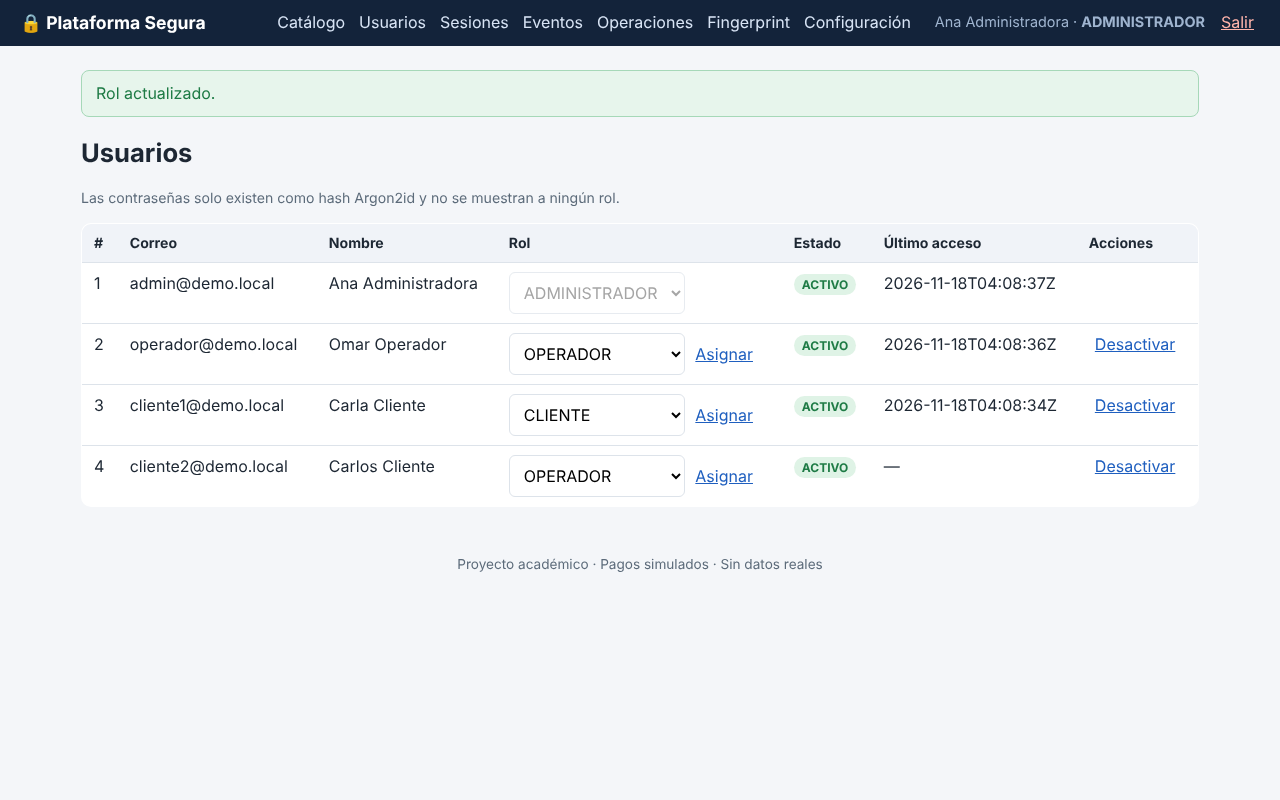 🔒 Plataforma Segura Catálogo Usuarios Sesiones Eventos Operaciones Fingerprint Configuración Ana Administradora · ADMINISTRADOR Salir
Rol actualizado.
Usuarios
Las contraseñas solo existen como hash Argon2id y no se muestran a ningún rol.
# Correo Nombre Rol Estado Último acceso Acciones
1 admin@demo.local Ana Administradora ADMINISTRADOR ACTIVO 2026-11-18T04:08:37Z
2 operador@demo.local Omar Operador OPERADOR Asignar ACTIVO 2026-11-18T04:08:36Z Desactivar
3 cliente1@demo.local Carla Cliente CLIENTE Asignar ACTIVO 2026-11-18T04:08:34Z Desactivar
4 cliente2@demo.local Carlos Cliente OPERADOR Asignar ACTIVO — Desactivar
Proyecto académico · Pagos simulados · Sin datos reales